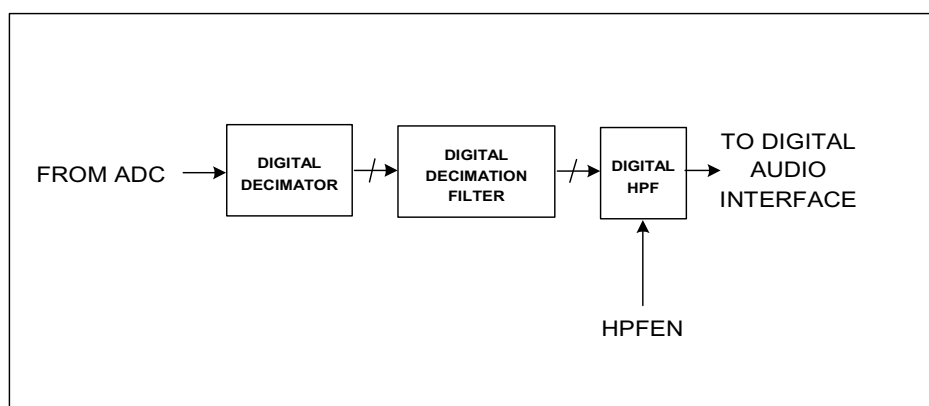 FROM ADC
DIGITAL
DECIMATOR
DIGITAL
DECIMATION
FILTER
DIGITAL
HPF
TO DIGITAL
AUDIO
INTERFACE
HPFEN